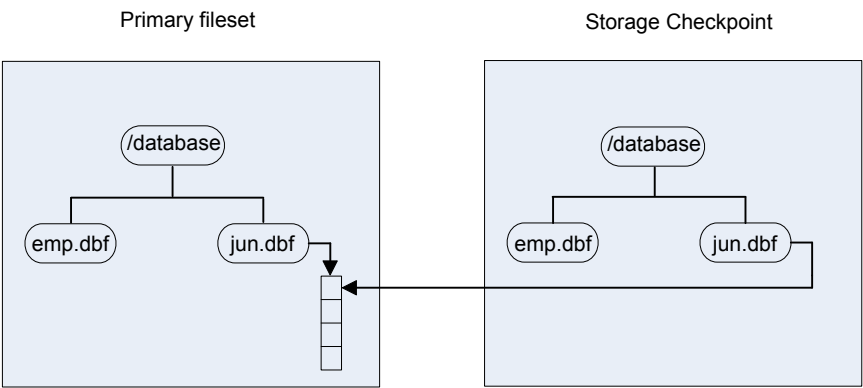 Primary fileset
Storage Checkpoint
/database
/database
emp.dbf
jun.dbf
emp.dbf
jun.dbf